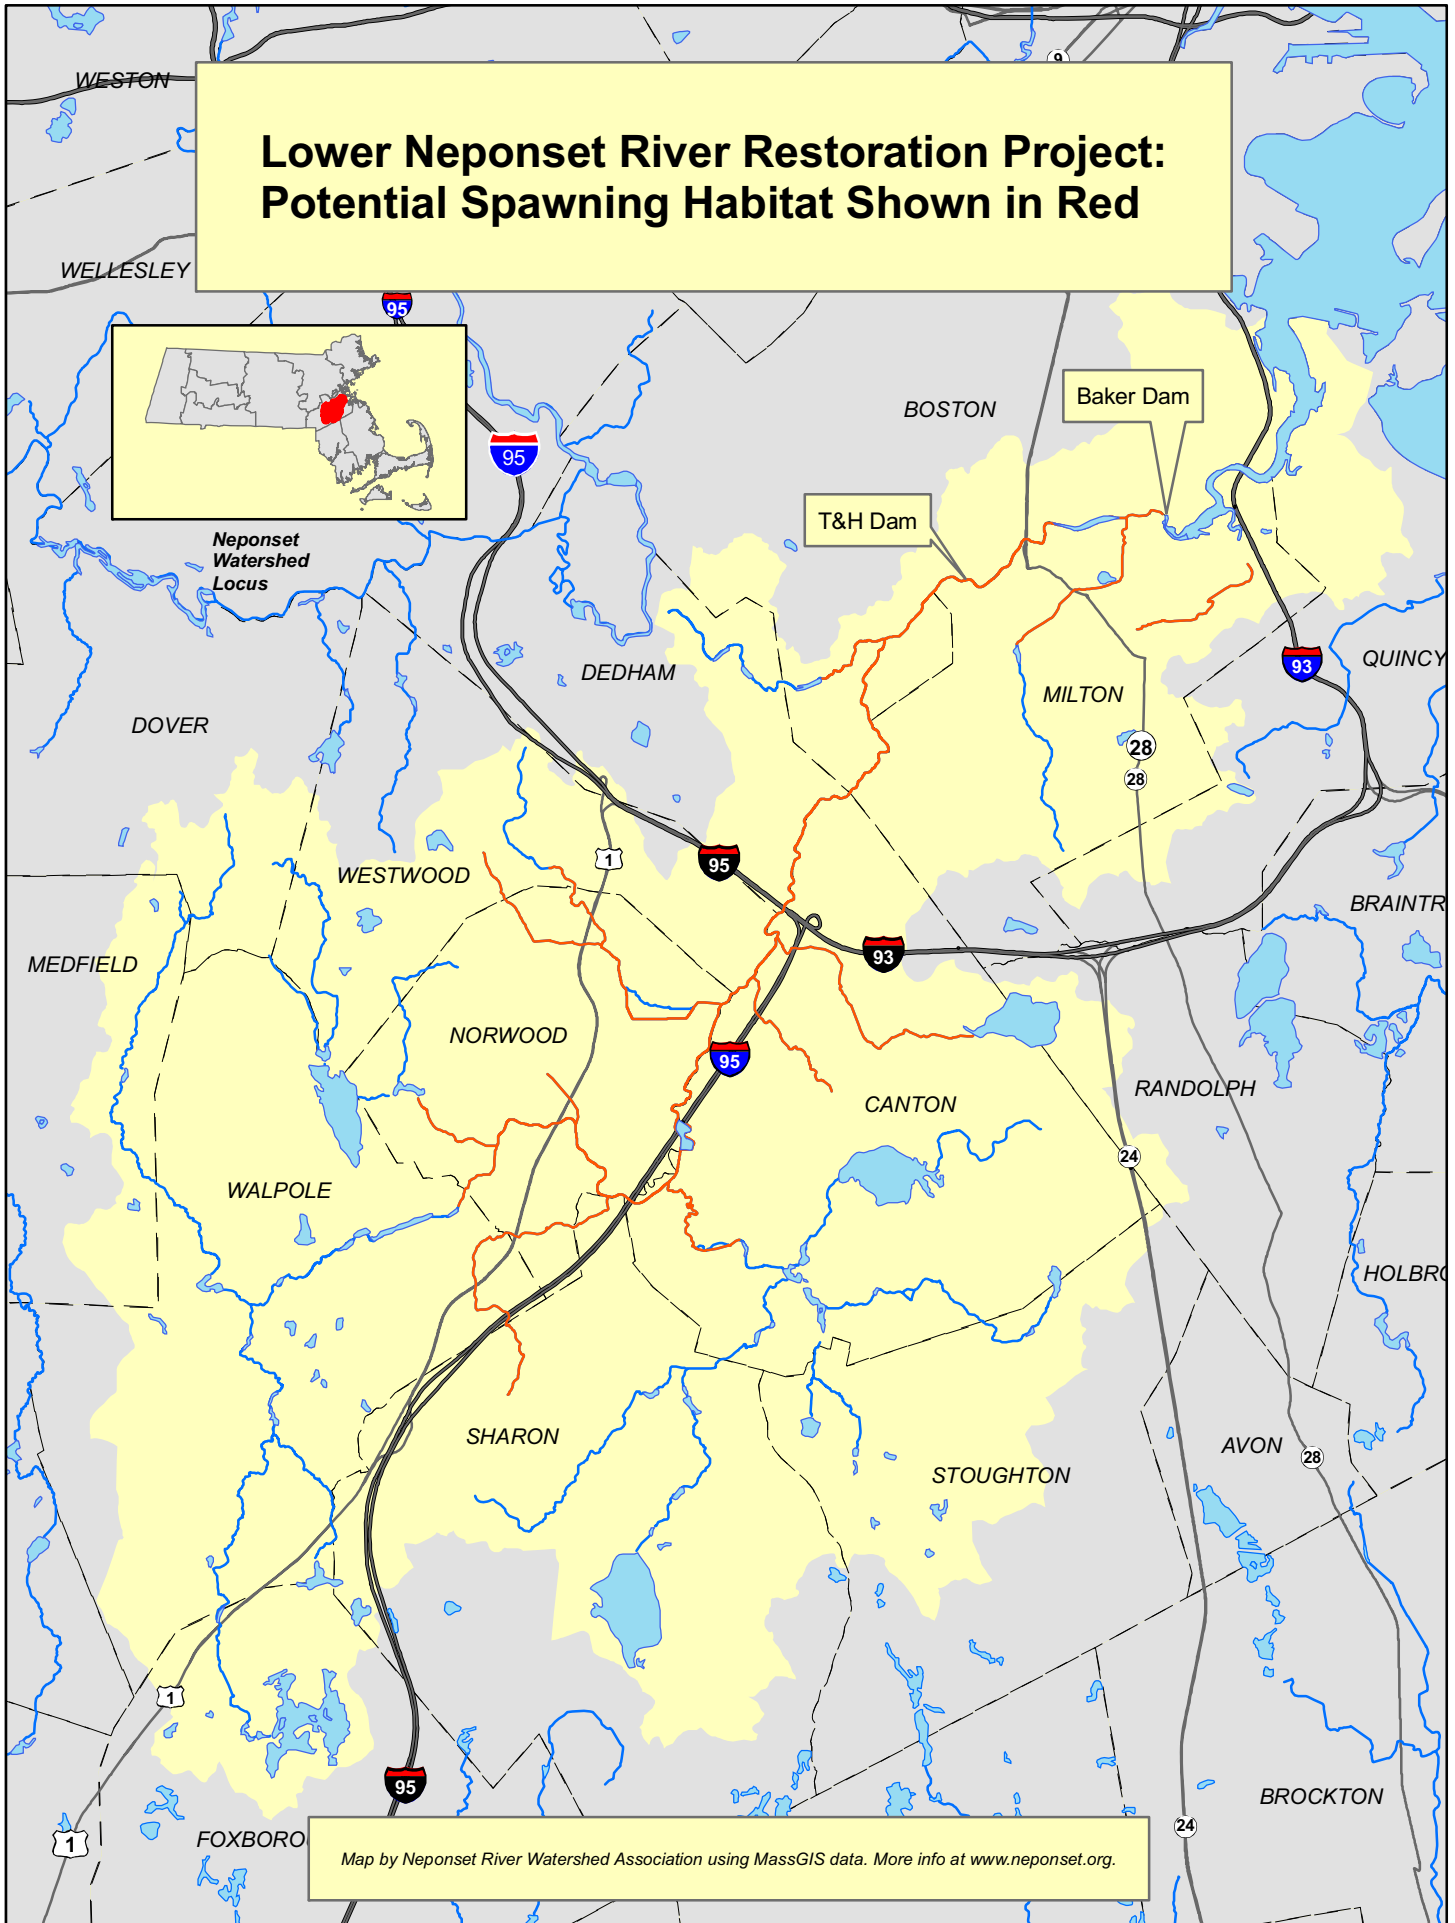 WESTON
9
Lower Neponset River Restoration Project:
Potential Spawning Habitat Shown in Red
WELLESLEY
95
Baker Dam
BOSTON
95
T&H Dam
Neponset
Watershed
Locus
QUINCY
93
DEDHAM
MILTON
DOVER
28
28
1
95
WESTWOOD
BRAINTR
93
MEDFIELD
NORWOOD
95
RANDOLPH
CANTON
24
WALPOLE
HOLBRO
SHARON
AVON
28
STOUGHTON
1
95
BROCKTON
24
1
FOXBORO
Map by Neponset River Watershed Association using MassGIS data. More info at www.neponset.org.